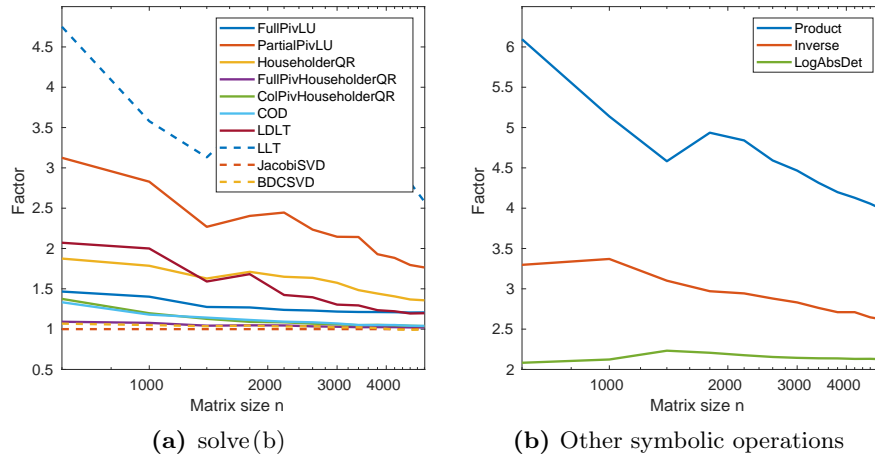 4.5
4
3.5
3
2.5
2
1.5
1
0.5
Factor
FullPivLU
PartialPivLU
HouseholderQR
FullPivHouseholderQR
ColPivHouseholderQR
COD
LDLT
LLT
JacobiSVD
BDCSVD
1000 2000 3000 4000
Matrix size n
(a) solve(b)
6
5.5
5
4.5
4
3.5
3
2.5
2
Factor
Product
Inverse
LogAbsDet
1000 2000 3000 4000
Matrix size n
(b) Other symbolic operations